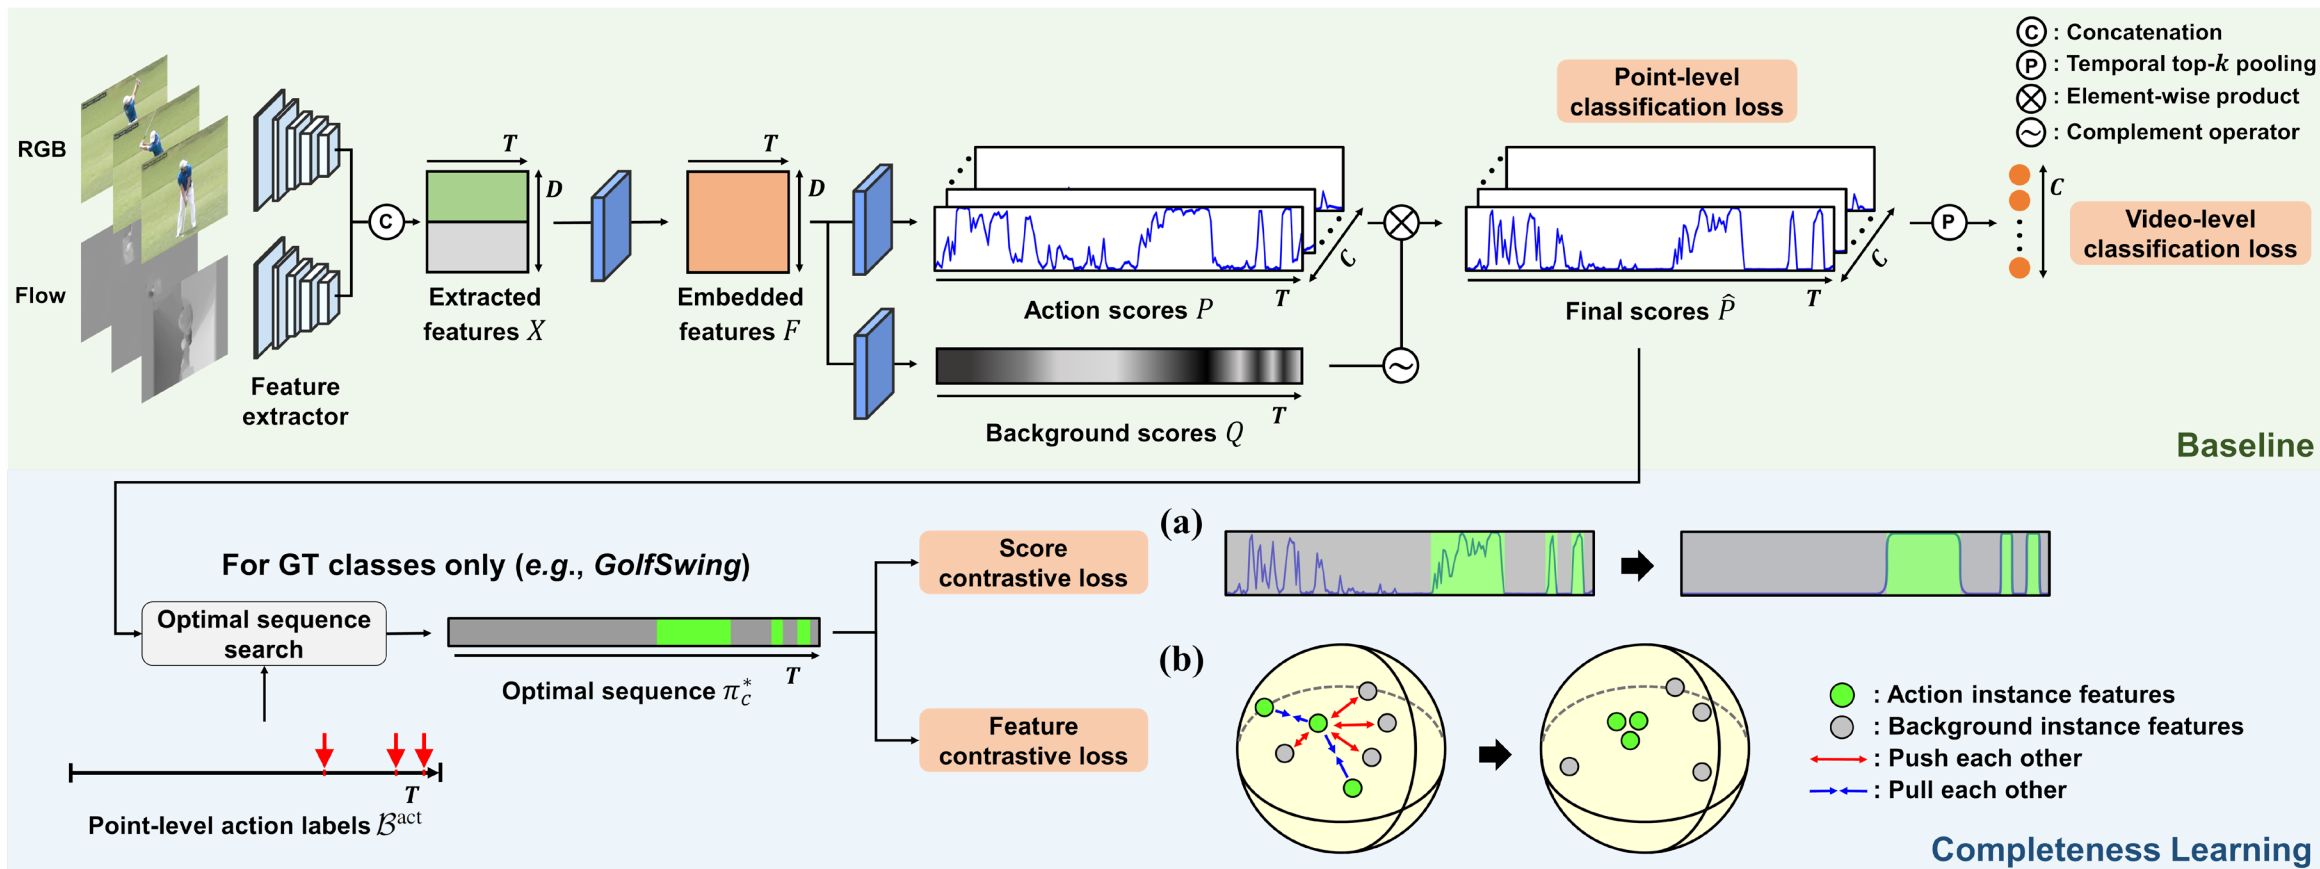 C : Concatenation
P : Temporal top-k pooling
: Element-wise product
~ : Complement operator
Point-level
classification loss
RGB
Flow
Feature
extractor
C
T
D
Extracted
features X
T
D
Embedded
features F
T
C
Action scores P
T
Background scores Q
~
T
C
Final scores P̂
P
C
Video-level
classification loss
Baseline
For GT classes only (e.g., GolfSwing)
Optimal sequence
search
T
Optimal sequence π*c
T
Point-level action labels ℬact
Score
contrastive loss
Feature
contrastive loss
(a)
(b)
: Action instance features
: Background instance features
: Push each other
: Pull each other
Completeness Learning